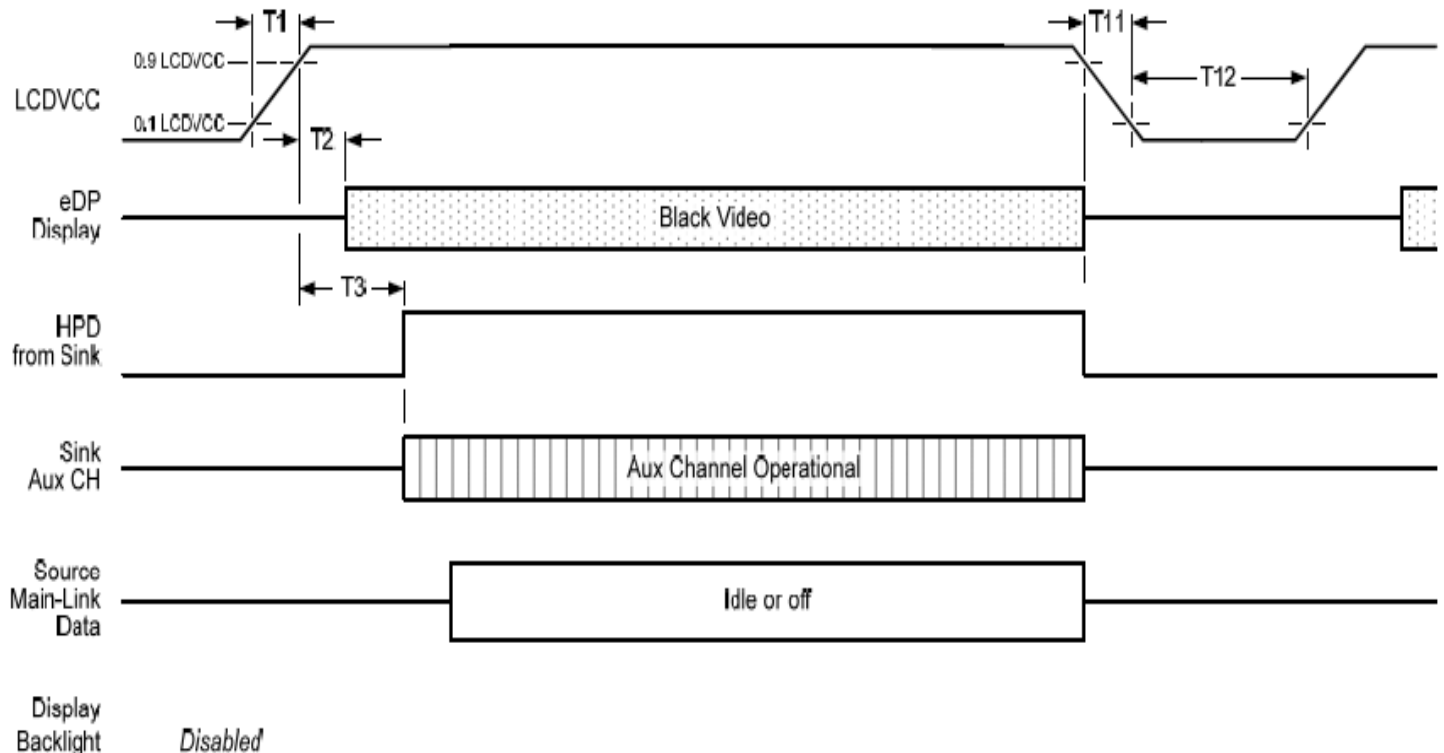 T1
T11
0.9 LCDVCC
LCDVCC
T12
0.1 LCDVCC
T2
eDP
Display
Black Video
T3
HPD
from Sink
Sink
Aux CH
Aux Channel Operational
Source
Main-Link
Data
Idle or off
Display
Backlight
Disabled